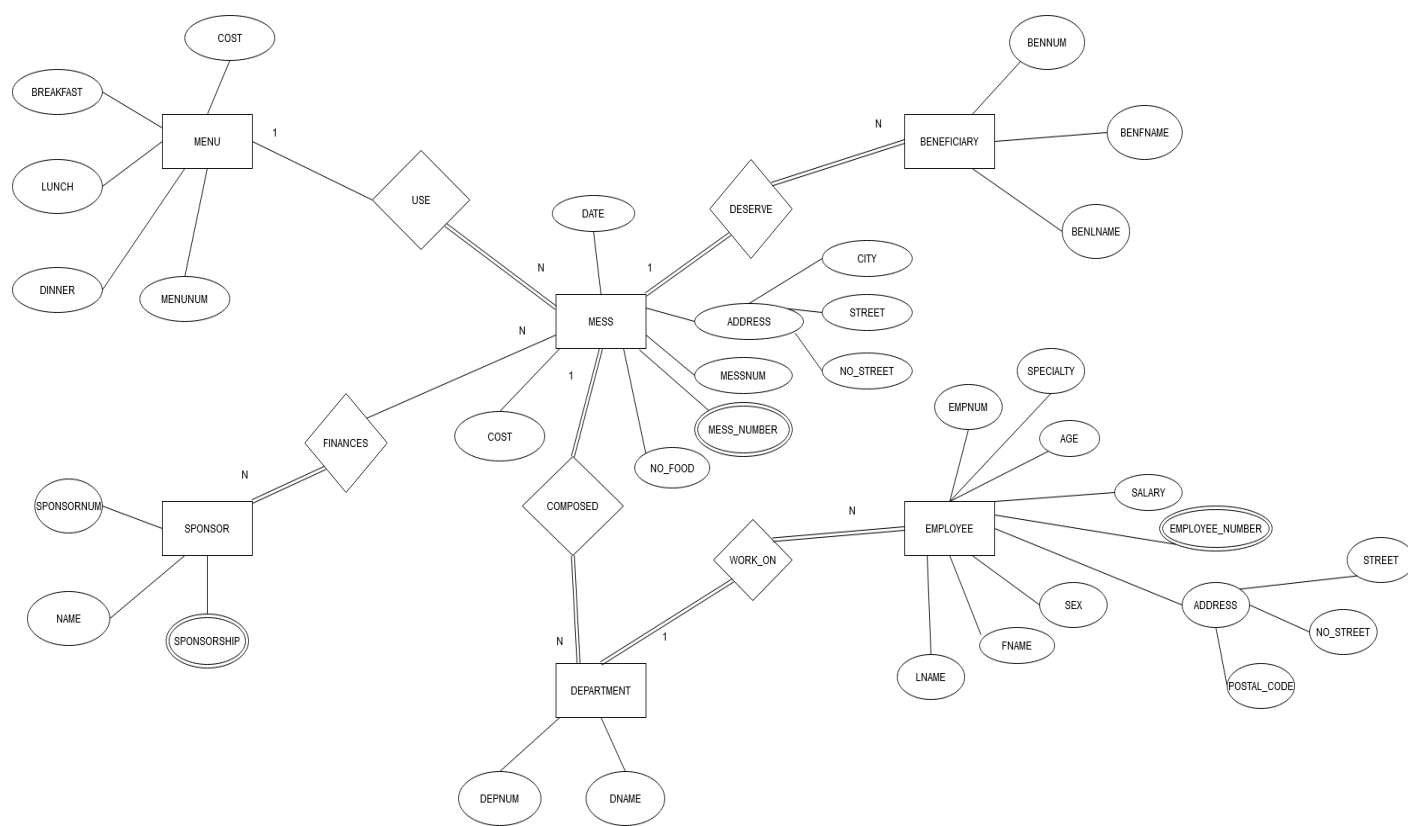 COST
BENNUM
BREAKFAST
MENU
1
N
BENEFICIARY
BENFNAME
LUNCH
USE
DATE
DESERVE
BENLNAME
CITY
DINNER
MENUNUM
N
1
MESS
ADDRESS
STREET
N
1
MESSNUM
NO_STREET
SPECIALTY
FINANCES
COST
MESS_NUMBER
EMPNUM
AGE
NO_FOOD
N
SPONSORNUM
SPONSOR
COMPOSED
N
SALARY
EMPLOYEE
EMPLOYEE_NUMBER
WORK_ON
STREET
NAME
SPONSORSHIP
SEX
ADDRESS
N
1
FNAME
NO_STREET
LNAME
POSTAL_CODE
DEPARTMENT
DEPNUM
DNAME